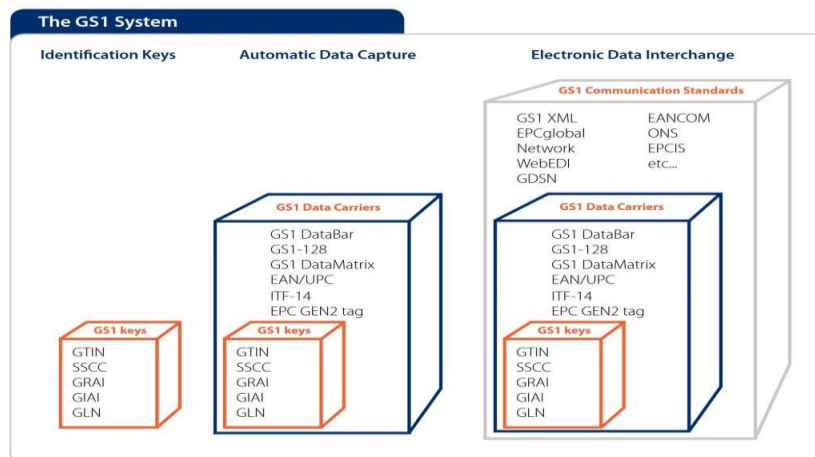 The GS1 System
Identification Keys
GS1 keys
GTIN
SSCC
GRAI
GIAI
GLN
Automatic Data Capture
GS1 Data Carriers
GS1 DataBar
GS1-128
GS1 DataMatrix
EAN/UPC
ITF-14
EPC GEN2 tag
GS1 keys
GTIN
SSCC
GRAI
GIAI
GLN
Electronic Data Interchange
GS1 Communication Standards
GS1 XML
EPCglobal
Network
WebEDI
GDSN
EANCOM
ONS
EPCIS
etc...
GS1 Data Carriers
GS1 DataBar
GS1-128
GS1 DataMatrix
EAN/UPC
ITF-14
EPC GEN2 tag
GS1 keys
GTIN
SSCC
GRAI
GIAI
GLN